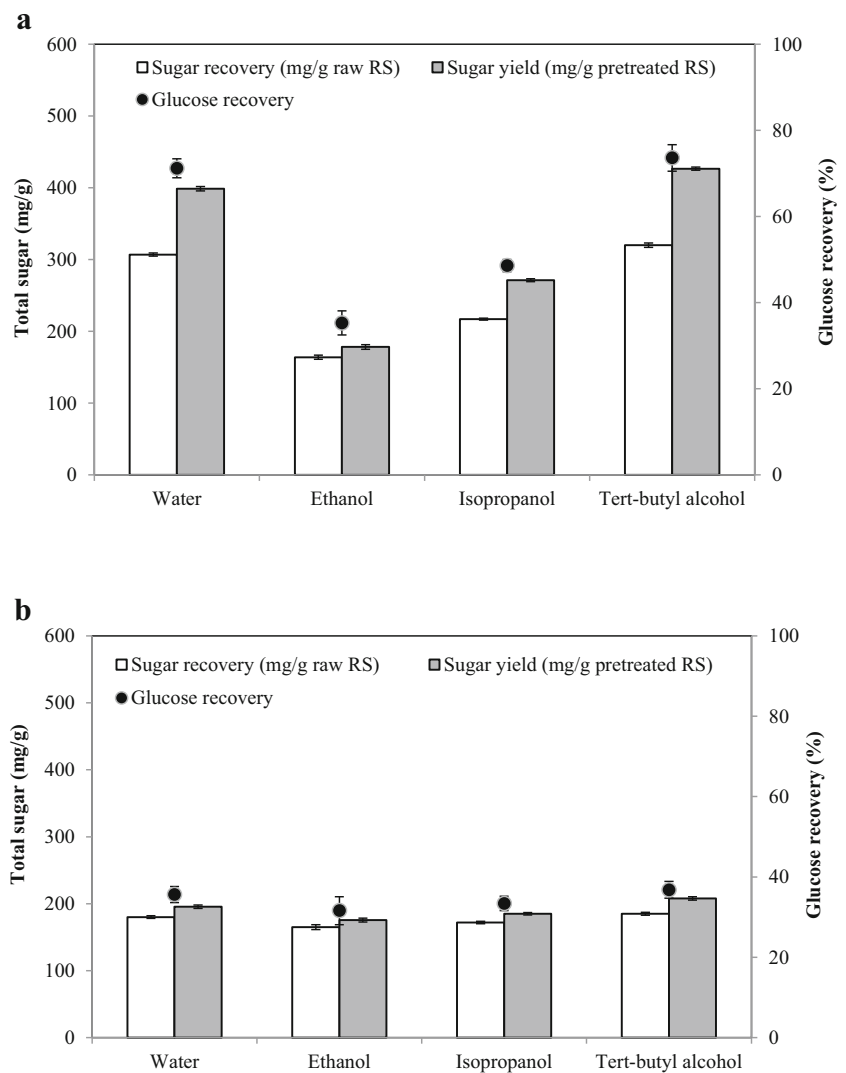 a
600
500
400
300
200
100
0
Total sugar (mg/g)
Sugar recovery (mg/g raw RS)
Sugar yield (mg/g pretreated RS)
Glucose recovery
100
80
60
40
20
0
Glucose recovery (%)
Water
Ethanol
Isopropanol
Tert-butyl alcohol
b
600
500
400
300
200
100
0
Total sugar (mg/g)
Sugar recovery (mg/g raw RS)
Sugar yield (mg/g pretreated RS)
Glucose recovery
100
80
60
40
20
0
Glucose recovery (%)
Water
Ethanol
Isopropanol
Tert-butyl alcohol